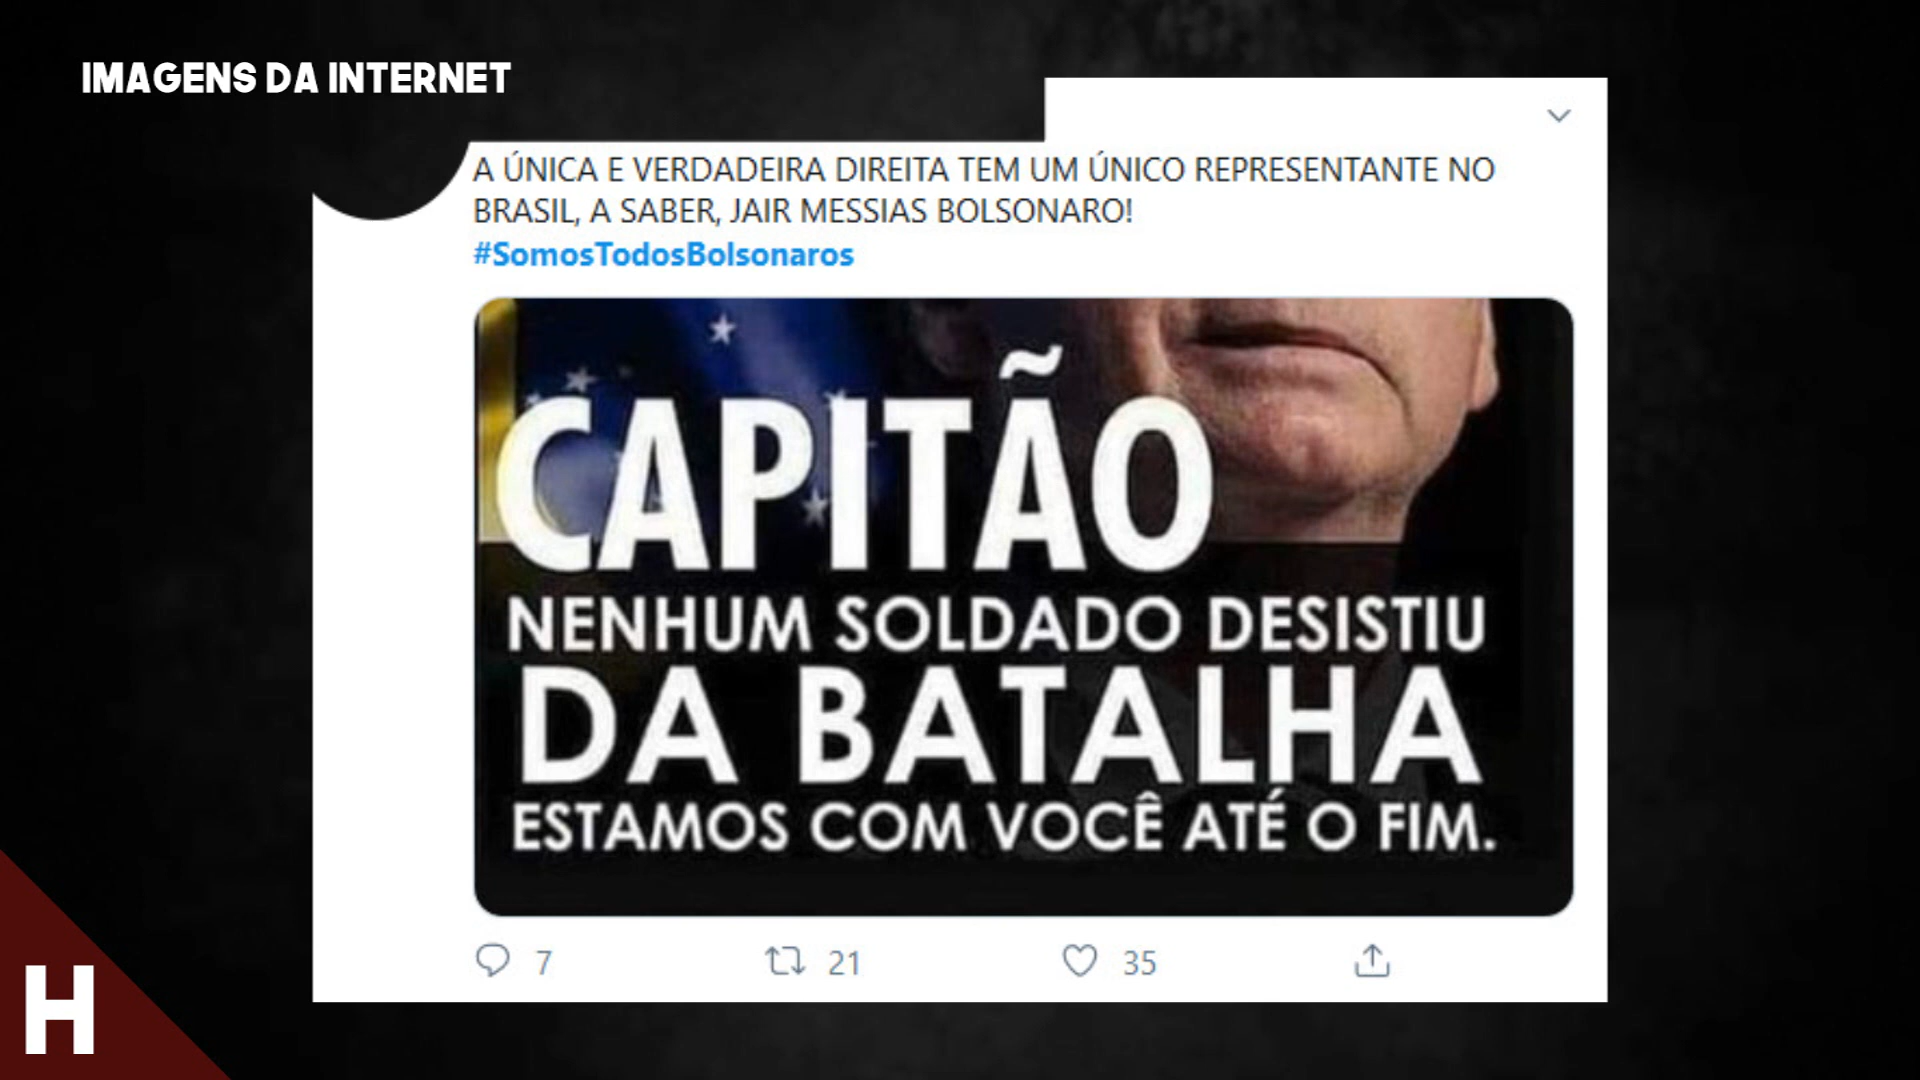 IMAGENS DA INTERNET
A ÚNICA E VERDADEIRA DIREITA TEM UM ÚNICO REPRESENTANTE NO
BRASIL, A SABER, JAIR MESSIAS BOLSONARO!
#SomosTodosBolsonaros
CAPITÃO
NENHUM SOLDADO DESISTIU
DA BATALHA
ESTAMOS COM VOCÊ ATÉ O FIM.
7 21 35
H